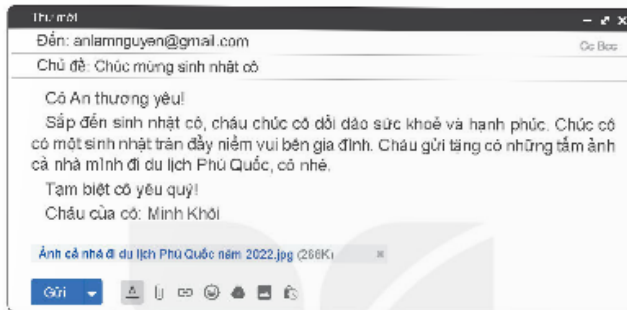 Thư mới
Đến: anlamnguyen@gmail.com
Cc Bcc
Chủ đề: Chúc mừng sinh nhật cô
Cô An thương yêu!
Sắp đến sinh nhật cô, cháu chúc cô dồi dào sức khoẻ và hạnh phúc. Chúc cô
có một sinh nhật tràn đầy niềm vui bên gia đình. Cháu gửi tặng cô những tấm ảnh
cả nhà mình đi du lịch Phú Quốc, cô nhé.
Tạm biệt cô yêu quý!
Cháu của cô: Minh Khôi
Ảnh cả nhà đi du lịch Phú Quốc năm 2022.jpg (266K)
Gửi